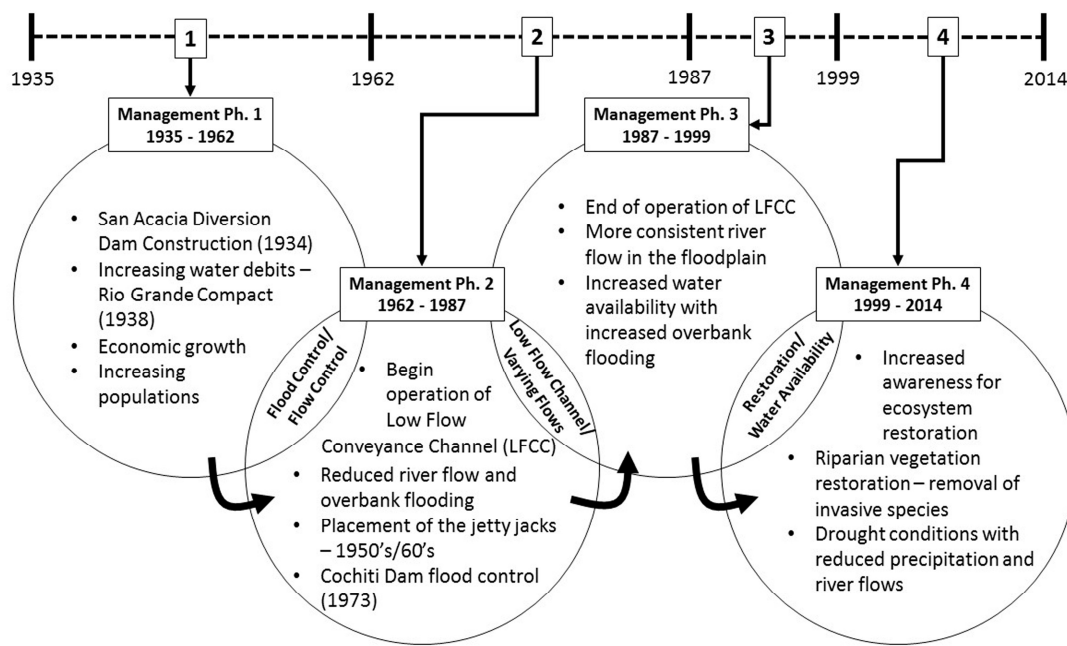 1
2
3
4
1935
1962
1987
1999
2014
Management Ph. 1
1935 - 1962
• San Acacia Diversion
Dam Construction (1934)
• Increasing water debits –
Rio Grande Compact
(1938)
• Economic growth
• Increasing
populations
Flood Control/
Flow Control
Management Ph. 2
1962 - 1987
• Begin
operation of
Low Flow
Conveyance Channel (LFCC)
• Reduced river flow and
overbank flooding
• Placement of the jetty jacks
– 1950's/60's
• Cochiti Dam flood control
(1973)
Low Flow Channel/
Varying Flows
Management Ph. 3
1987 - 1999
• End of operation of LFCC
• More consistent river
flow in the floodplain
• Increased water
availability with
increased overbank
flooding
Restoration/
Water Availability
Management Ph. 4
1999 - 2014
• Increased
awareness for
ecosystem
restoration
• Riparian vegetation
restoration – removal of
invasive species
• Drought conditions with
reduced precipitation and
river flows